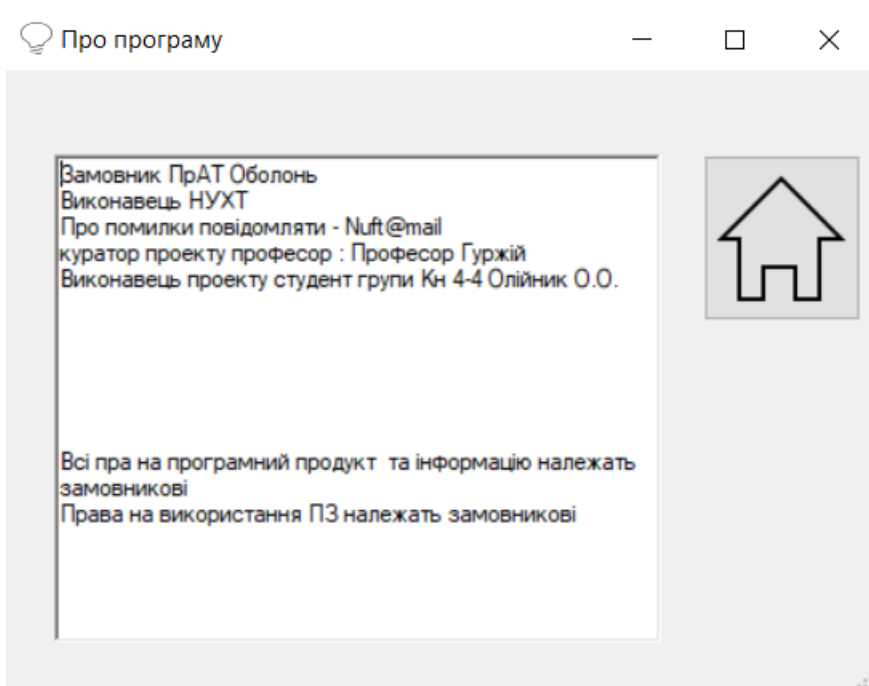 Про програму
Замовник ПрАТ Оболонь
Виконавець НУХТ
Про помилки повідомляти - Nuft@mail
куратор проекту професор : Професор Гуржій
Виконавець проекту студент групи Кн 4-4 Олійник О.О.
Всі пра на програмний продукт  та інформацію належать
замовникові
Права на використання ПЗ належать замовникові